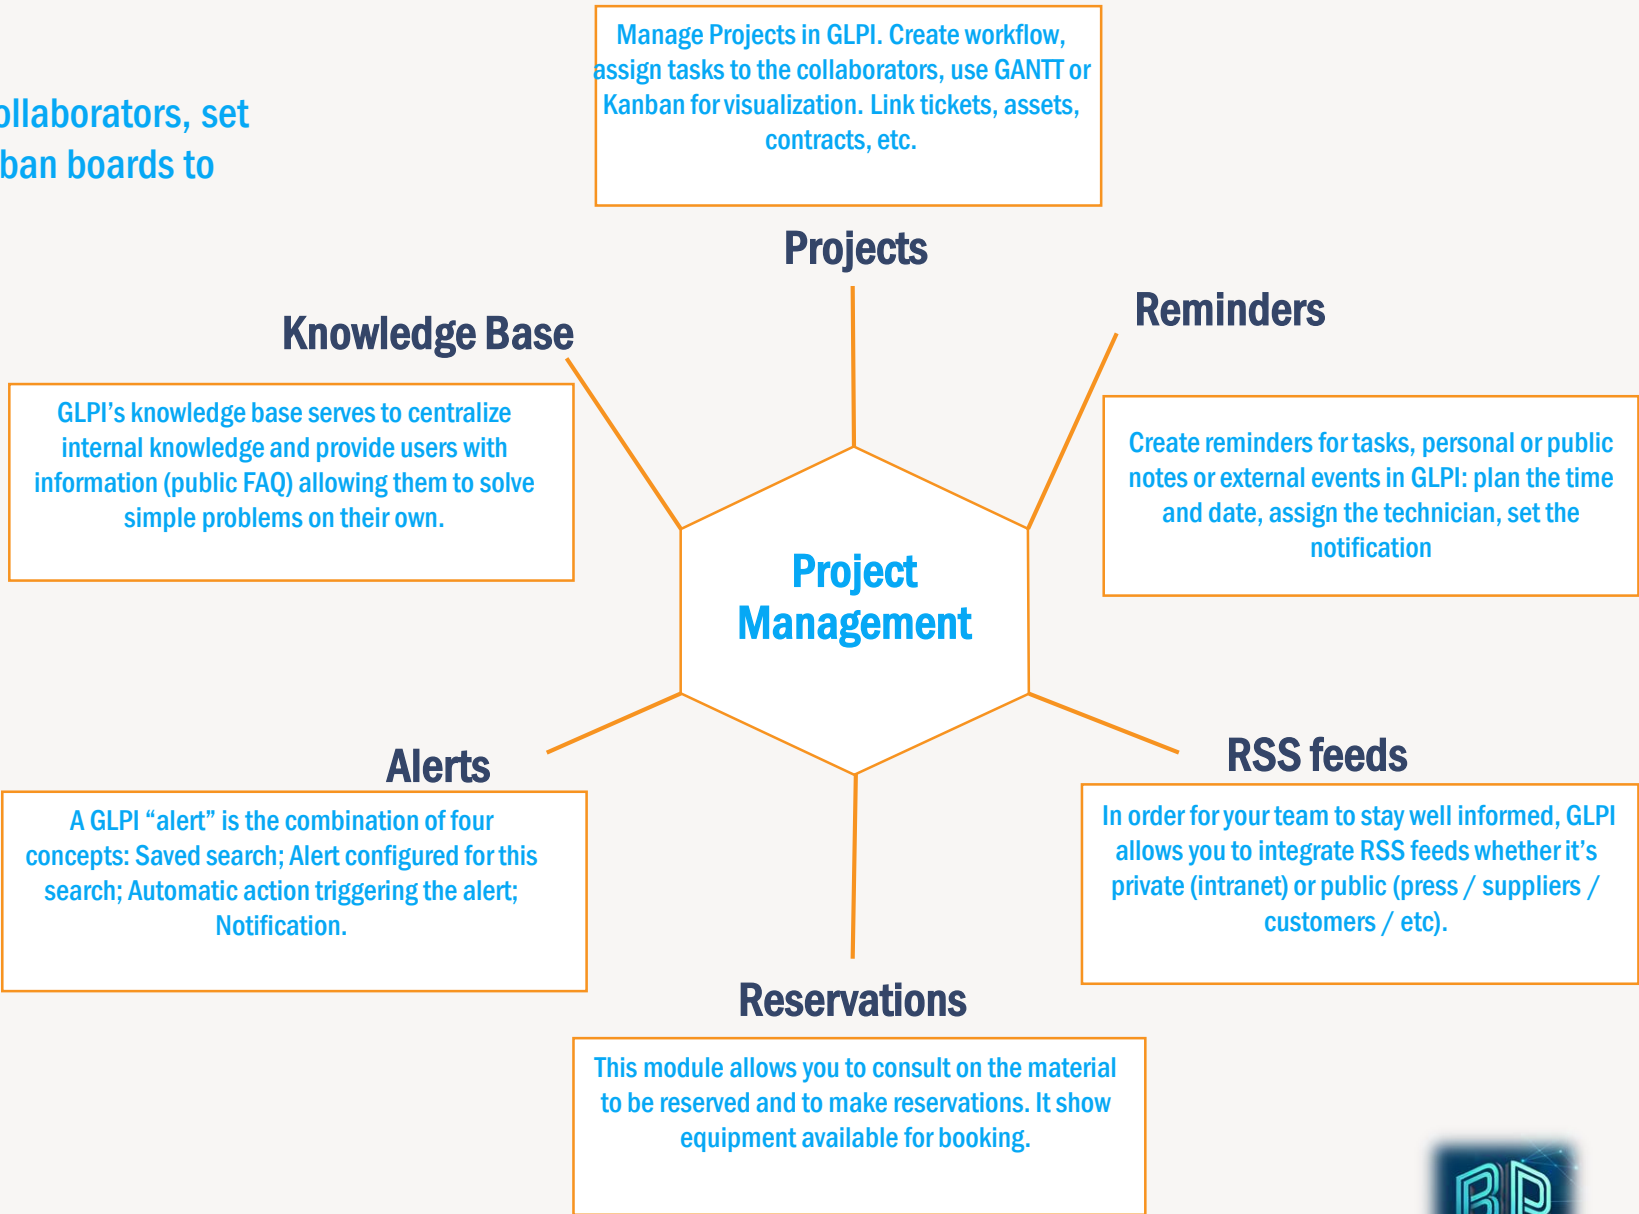 Manage Projects in GLPI. Create workflow,
assign tasks to the collaborators, use GANTT or
Kanban for visualization. Link tickets, assets,
contracts, etc.
ollaborators, set
ban boards to
Projects
Reminders
Knowledge Base
GLPI’s knowledge base serves to centralize
internal knowledge and provide users with
information (public FAQ) allowing them to solve
simple problems on their own.
Create reminders for tasks, personal or public
notes or external events in GLPI: plan the time
and date, assign the technician, set the
notification
Project
Management
Alerts
A GLPI “alert” is the combination of four
concepts: Saved search; Alert configured for this
search; Automatic action triggering the alert;
Notification.
RSS feeds
In order for your team to stay well informed, GLPI
allows you to integrate RSS feeds whether it’s
private (intranet) or public (press / suppliers /
customers / etc).
Reservations
This module allows you to consult on the material
to be reserved and to make reservations. It show
equipment available for booking.